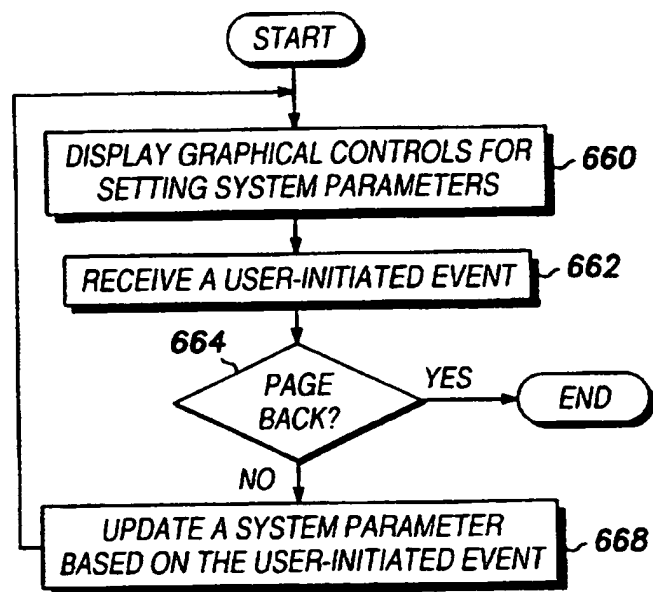 START
DISPLAY GRAPHICAL CONTROLS FOR
SETTING SYSTEM PARAMETERS
660
RECEIVE A USER-INITIATED EVENT
662
664
PAGE
BACK?
YES
END
NO
UPDATE A SYSTEM PARAMETER
BASED ON THE USER-INITIATED EVENT
668